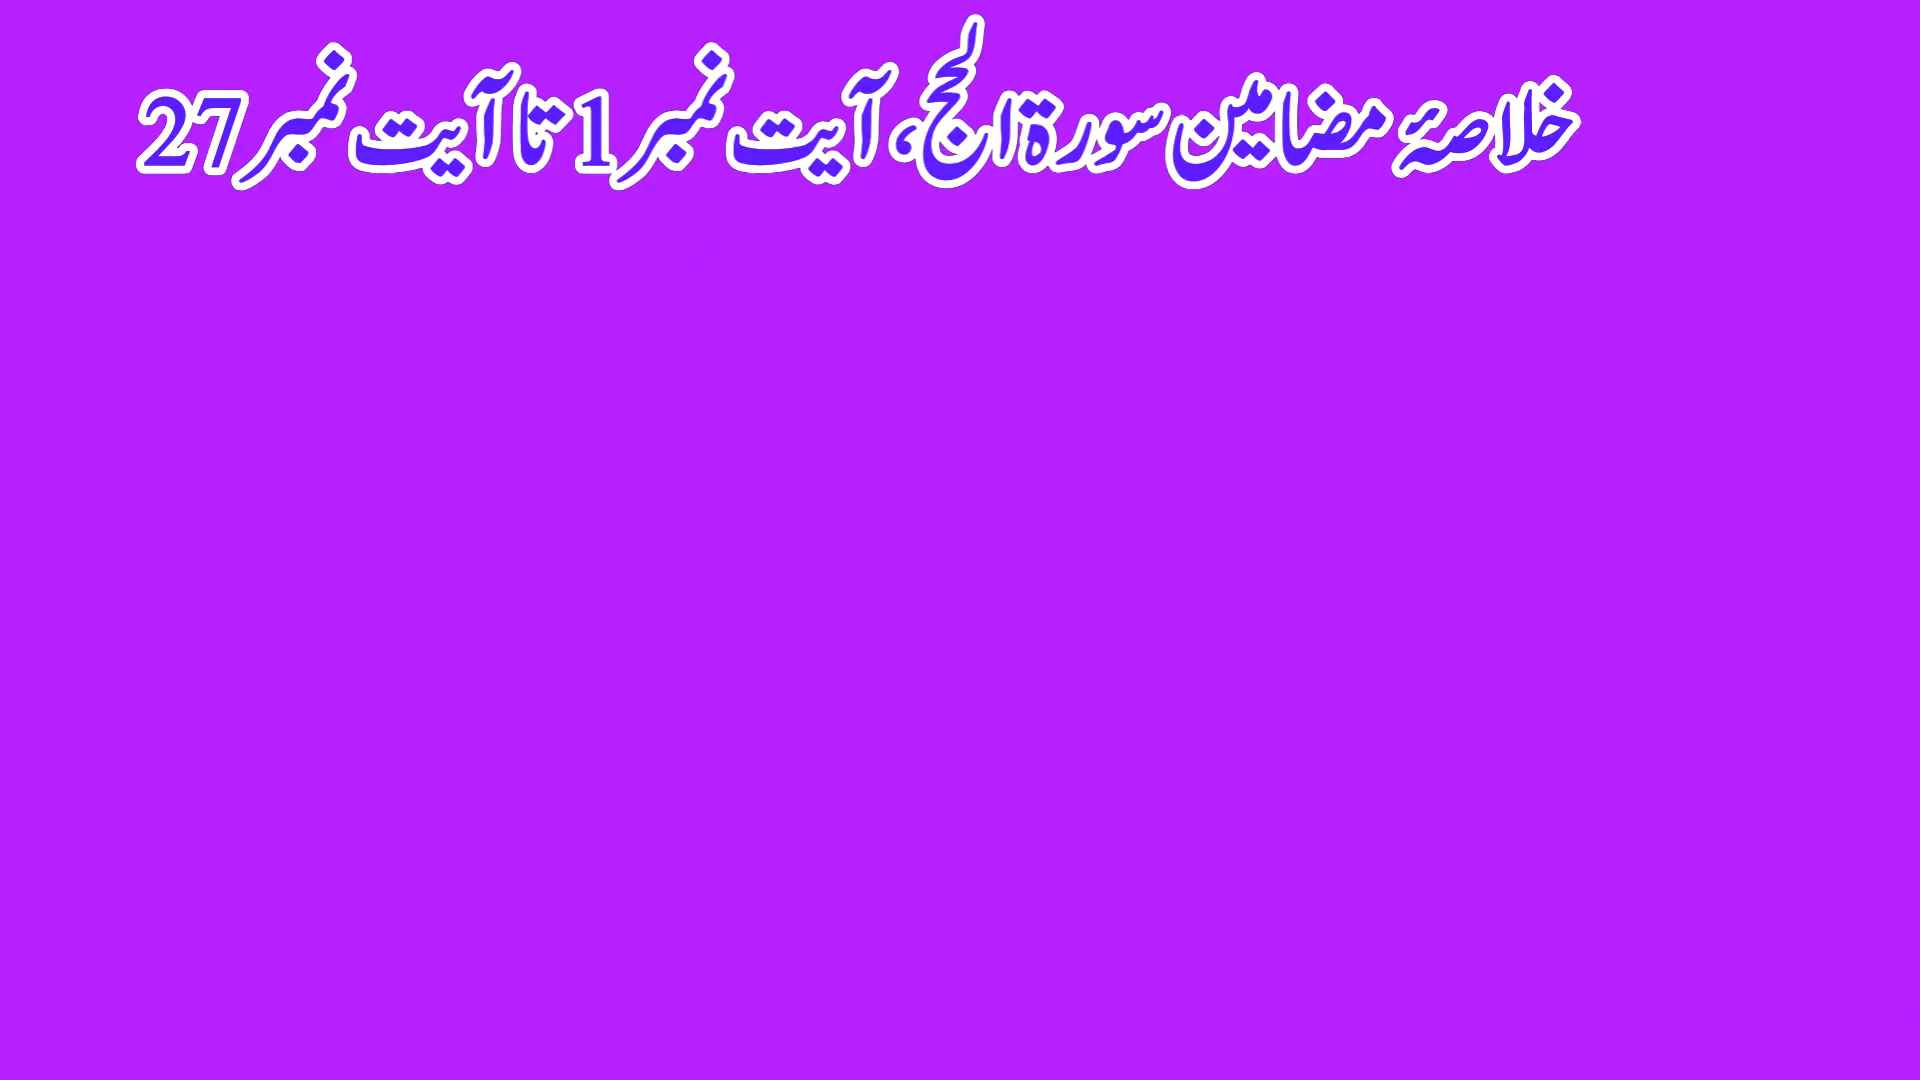 خلاصۂ مضامین سورۃ الحج، آیت نمبر 1 تا آیت نمبر 27